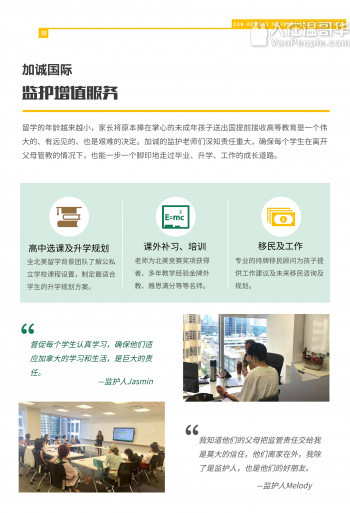 人在温哥华
VanPeople.com
加诚国际
监护增值服务
留学的年龄越来越小，家长将原本捧在掌心的未成年孩子送出国提前接收高等教育是一个伟
大的、有远见的、也是艰难的决定。加诚的监护老师们深知责任重大，确保每个学生在离开
父母管教的情况下，也能一步一个脚印地走过毕业、升学、工作的成长道路。
高中选课及升学规划
全北美留学背景团队了解公私
立学校课程设置，制定最适合
学生的升学规划方案。
E=mc²
课外补习、培训
老师为北美竞赛奖项获得
者、多年教学经验金牌外
教、雅思满分等等名师。
移民及工作
专业的持牌移民顾问为孩子提
供工作建议及未来移民咨询及
规划。
“
督促每个学生认真学习，确保他们适
应加拿大的学习和生活，是巨大的责
任。
—监护人Jasmin
“
我知道他们的父母把监管责任交给我
是莫大的信任，他们离家在外，我除
了是监护人，也是他们的好朋友。
—监护人Melody